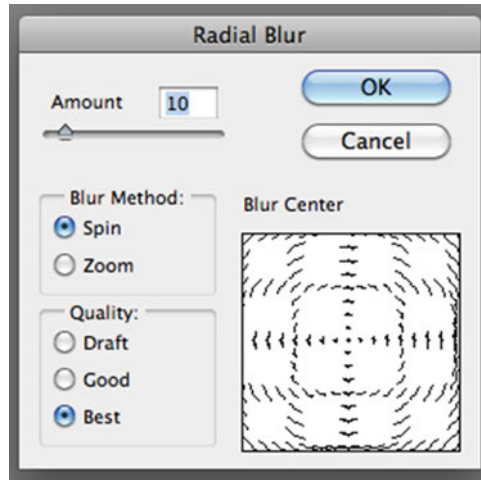 Radial Blur
Amount 10
OK
Cancel
Blur Method:
Spin
Zoom
Quality:
Draft
Good
Best
Blur Center